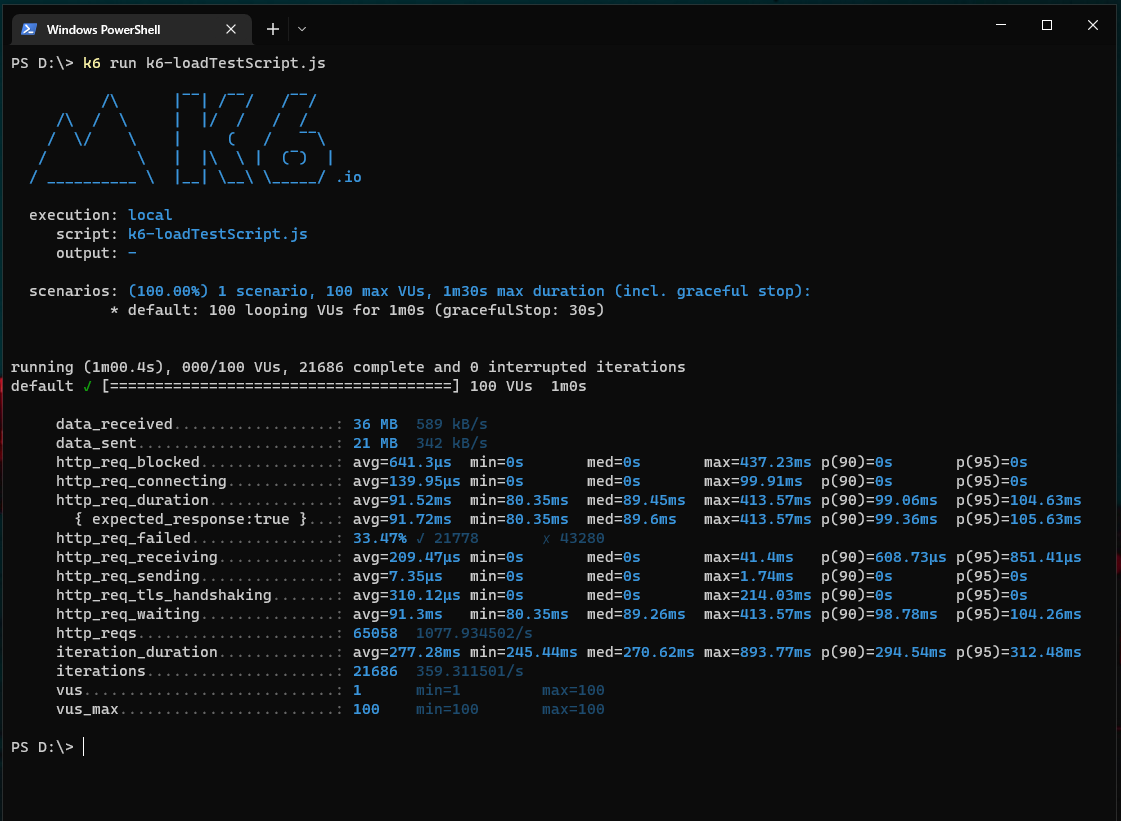 Windows PowerShell
PS D:\> k6 run k6-loadTestScript.js
          /\      |‾‾| /‾‾/   /‾‾/
     /\  /  \     |  |/  /   /  /
    /  \/    \    |     (   /   ‾‾\
   /          \   |  |\  \ |  (‾)  |
  / __________ \  |__| \__\ \_____/ .io
  execution: local
     script: k6-loadTestScript.js
     output: -
  scenarios: (100.00%) 1 scenario, 100 max VUs, 1m30s max duration (incl. graceful stop):
           * default: 100 looping VUs for 1m0s (gracefulStop: 30s)
running (1m00.4s), 000/100 VUs, 21686 complete and 0 interrupted iterations
default ✓ [======================================] 100 VUs  1m0s
     data_received..................: 36 MB  589 kB/s
     data_sent......................: 21 MB  342 kB/s
     http_req_blocked...............: avg=641.3µs  min=0s       med=0s       max=437.23ms p(90)=0s       p(95)=0s
     http_req_connecting............: avg=139.95µs min=0s       med=0s       max=99.91ms  p(90)=0s       p(95)=0s
     http_req_duration..............: avg=91.52ms  min=80.35ms  med=89.45ms  max=413.57ms p(90)=99.06ms  p(95)=104.63ms
       { expected_response:true }...: avg=91.72ms  min=80.35ms  med=89.6ms   max=413.57ms p(90)=99.36ms  p(95)=105.63ms
     http_req_failed................: 33.47% ✓ 21778       ✗ 43280
     http_req_receiving.............: avg=209.47µs min=0s       med=0s       max=41.4ms   p(90)=608.73µs p(95)=851.41µs
     http_req_sending...............: avg=7.35µs   min=0s       med=0s       max=1.74ms   p(90)=0s       p(95)=0s
     http_req_tls_handshaking.......: avg=310.12µs min=0s       med=0s       max=214.03ms p(90)=0s       p(95)=0s
     http_req_waiting...............: avg=91.3ms   min=80.35ms  med=89.26ms  max=413.57ms p(90)=98.78ms  p(95)=104.26ms
     http_reqs......................: 65058  1077.934502/s
     iteration_duration.............: avg=277.28ms min=245.44ms med=270.62ms max=893.77ms p(90)=294.54ms p(95)=312.48ms
     iterations.....................: 21686  359.311501/s
     vus............................: 1      min=1         max=100
     vus_max........................: 100    min=100       max=100
PS D:\>